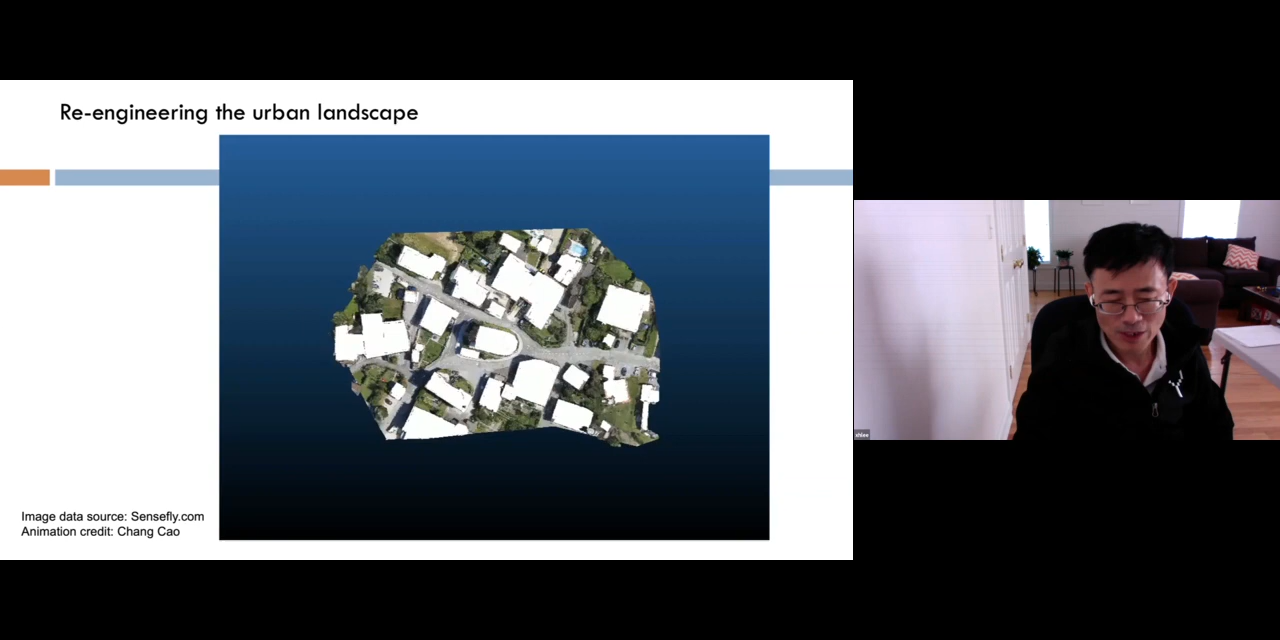 Re-engineering the urban landscape
Image data source: Sensefly.com
Animation credit: Chang Cao